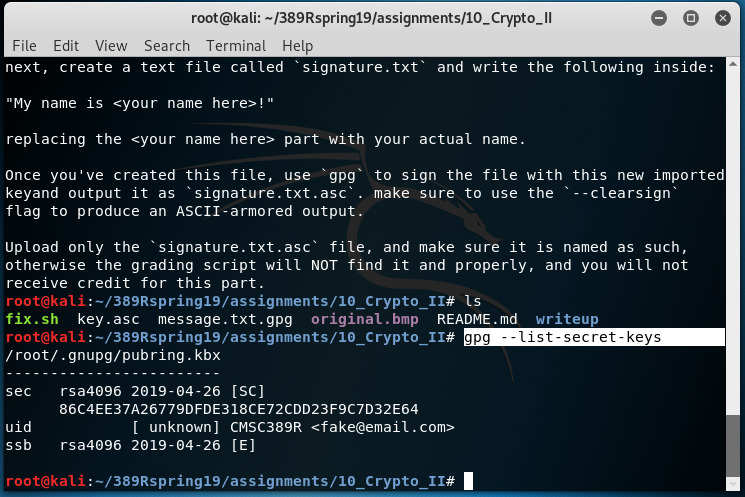 root@kali: ~/389Rspring19/assignments/10_Crypto_II
File Edit View Search Terminal Help
next, create a text file called `signature.txt` and write the following inside:
"My name is <your name here>!"
replacing the <your name here> part with your actual name.
Once you've created this file, use `gpg` to sign the file with this new imported
keyand output it as `signature.txt.asc`. make sure to use the `--clearsign`
flag to produce an ASCII-armored output.
Upload only the `signature.txt.asc` file, and make sure it is named as such,
otherwise the grading script will NOT find it and properly, and you will not
receive credit for this part.
root@kali:~/389Rspring19/assignments/10_Crypto_II# ls
fix.sh key.asc message.txt.gpg original.bmp README.md writeup
root@kali:~/389Rspring19/assignments/10_Crypto_II# gpg --list-secret-keys
/root/.gnupg/pubring.kbx
------------------------
sec rsa4096 2019-04-26 [SC]
86C4EE37A26779DFDE318CE72CDD23F9C7D32E64
uid [ unknown] CMSC389R <fake@email.com>
ssb rsa4096 2019-04-26 [E]
root@kali:~/389Rspring19/assignments/10_Crypto_II#